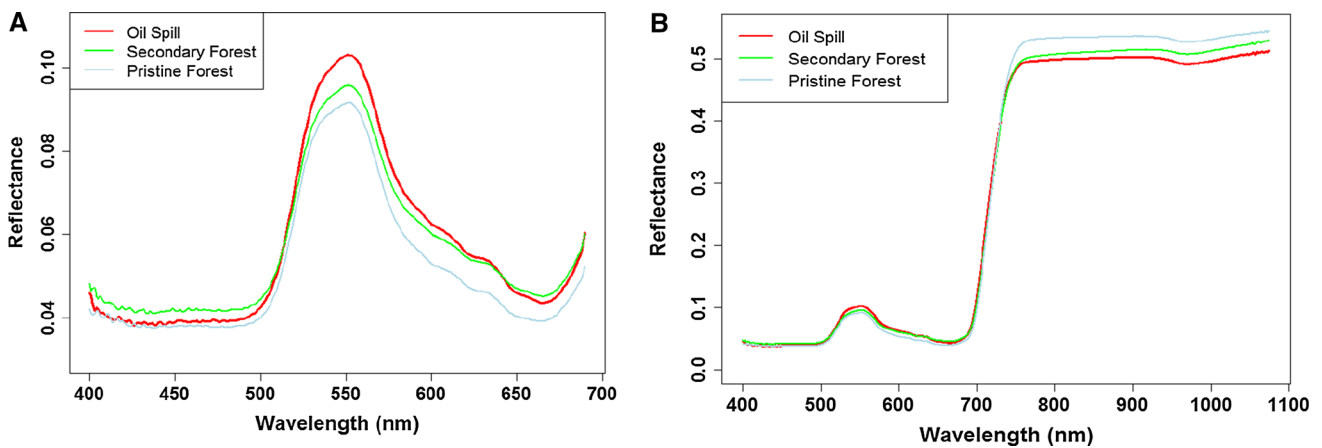 A
Oil Spill
Secondary Forest
Pristine Forest
Reflectance
0.10
0.08
0.06
0.04
400 450 500 550 600 650 700
Wavelength (nm)
B
Oil Spill
Secondary Forest
Pristine Forest
Reflectance
0.5
0.4
0.3
0.2
0.1
0.0
400 500 600 700 800 900 1000 1100
Wavelength (nm)